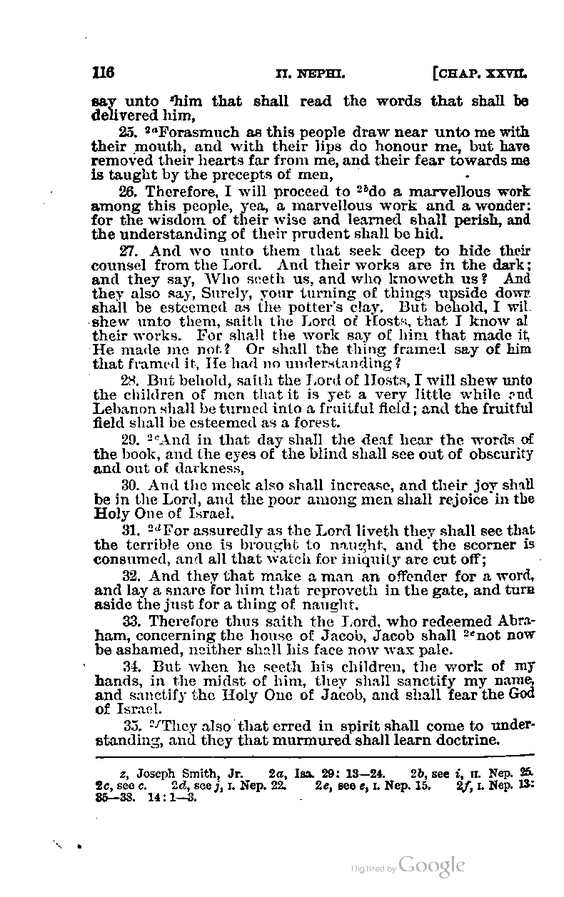 116 II. NEPHI. [CHAP. XXVII.
say unto ᶻhim that shall read the words that shall be
delivered him,
25. ²ᵃForasmuch as this people draw near unto me with
their mouth, and with their lips do honour me, but have
removed their hearts far from me, and their fear towards me
is taught by the precepts of men,
26. Therefore, I will proceed to ²ᵇdo a marvellous work
among this people, yea, a marvellous work and a wonder:
for the wisdom of their wise and learned shall perish, and
the understanding of their prudent shall be hid.
27. And wo unto them that seek deep to hide their
counsel from the Lord. And their works are in the dark;
and they say, Who seeth us, and who knoweth us? And
they also say, Surely, your turning of things upside down
shall be esteemed as the potter's clay. But behold, I wil
shew unto them, saith the Lord of Hosts, that I know al
their works. For shall the work say of him that made it,
He made me not? Or shall the thing framed say of him
that framed it, He had no understanding?
28. But behold, saith the Lord of Hosts, I will shew unto
the children of men that it is yet a very little while and
Lebanon shall be turned into a fruitful field; and the fruitful
field shall be esteemed as a forest.
29. ²ᶜAnd in that day shall the deaf hear the words of
the book, and the eyes of the blind shall see out of obscurity
and out of darkness,
30. And the meek also shall increase, and their joy shall
be in the Lord, and the poor among men shall rejoice in the
Holy One of Israel.
31. ²ᵈFor assuredly as the Lord liveth they shall see that
the terrible one is brought to naught, and the scorner is
consumed, and all that watch for iniquity are cut off;
32. And they that make a man an offender for a word,
and lay a snare for him that reproveth in the gate, and turn
aside the just for a thing of naught.
33. Therefore thus saith the Lord, who redeemed Abra-
ham, concerning the house of Jacob, Jacob shall ²ᵉnot now
be ashamed, neither shall his face now wax pale.
34. But when he seeth his children, the work of my
hands, in the midst of him, they shall sanctify my name,
and sanctify the Holy One of Jacob, and shall fear the God
of Israel.
35. ²ᶠThey also that erred in spirit shall come to under-
standing, and they that murmured shall learn doctrine.
z, Joseph Smith, Jr. 2a, Isa. 29: 13—24. 2b, see i, II. Nep. 25.
2c, see c. 2d, see j, I. Nep. 22. 2e, see e, I. Nep. 15. 2f, I. Nep. 13:
35—38. 14: 1—3.
Digitized by Google